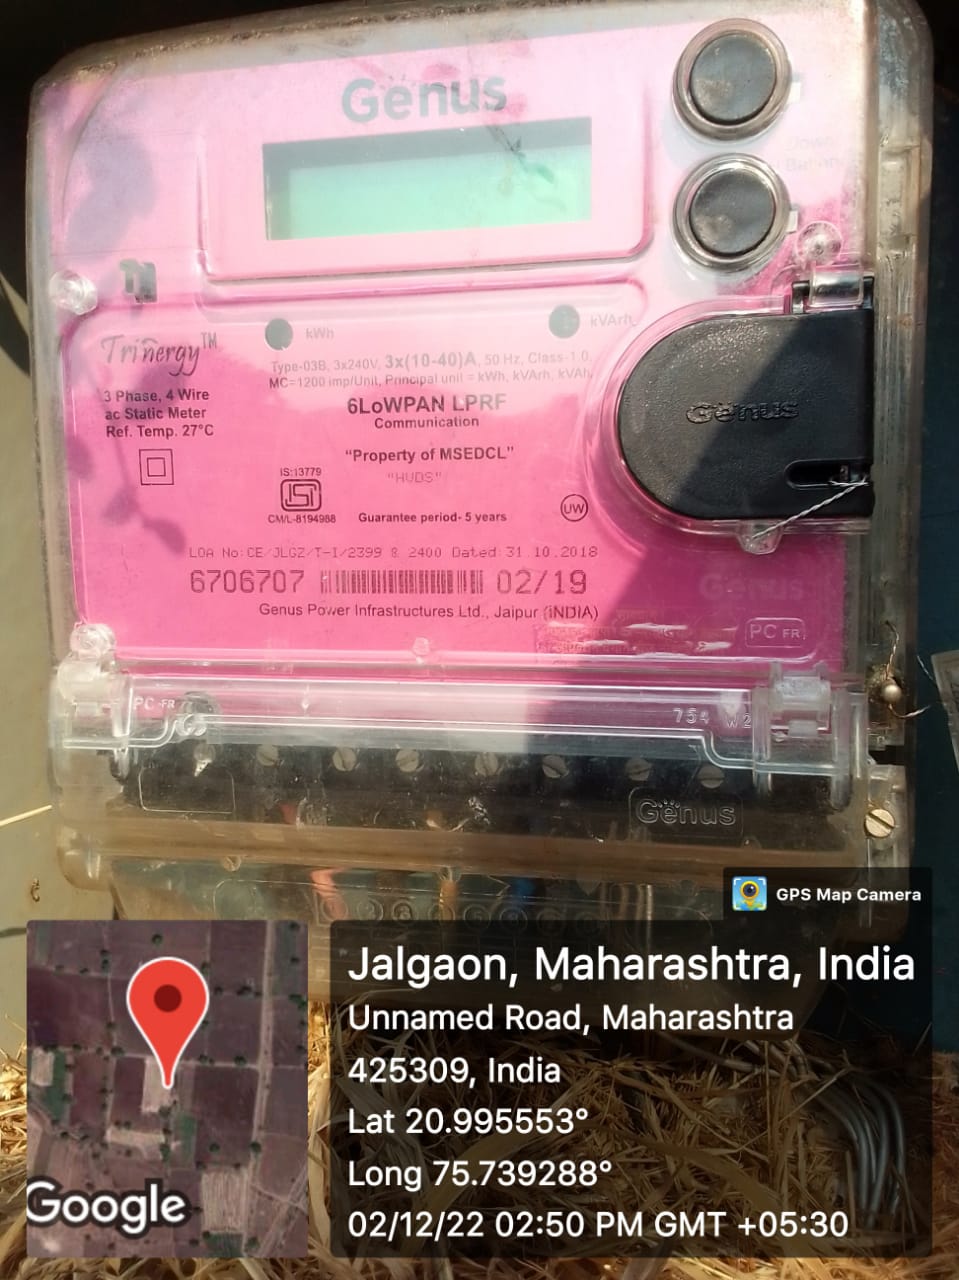 Genus
kWh
kVArh
Trinergy™
3 Phase, 4 Wire
ac Static Meter
Ref. Temp. 27°C
Type-03B, 3x240V, 3x(10-40)A, 50 Hz, Class-1.0,
MC=1200 imp/Unit, Principal unit = kWh, kVArh, kVAh
6LoWPAN LPRF
Communication
"Property of MSEDCL"
"HUDS"
IS:13779
CM/L-8194988
Guarantee period- 5 years
UW
Genus
LOA No:CE/JLGZ/T-I/2399 & 2400 Dated:31.10.2018
6706707 02/19
Genus Power Infrastructures Ltd., Jaipur (INDIA)
Genus
PC FR
PC-FR
754 W2
Genus
GPS Map Camera
Jalgaon, Maharashtra, India
Unnamed Road, Maharashtra
425309, India
Lat 20.995553°
Long 75.739288°
02/12/22 02:50 PM GMT +05:30
Google